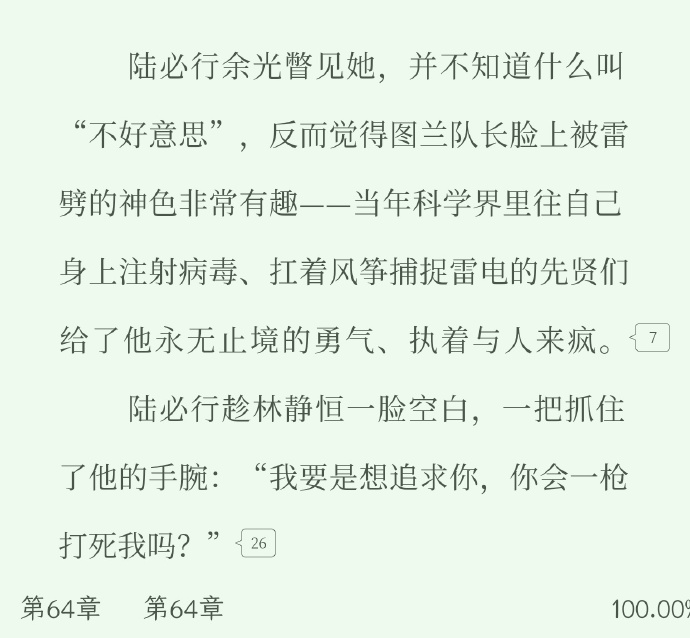 陆必行余光瞥见她，并不知道什么叫
“不好意思”，反而觉得图兰队长脸上被雷
劈的神色非常有趣——当年科学界里往自己
身上注射病毒、扛着风筝捕捉雷电的先贤们
给了他永无止境的勇气、执着与人来疯。 7
陆必行趁林静恒一脸空白，一把抓住
了他的手腕：“我要是想追求你，你会一枪
打死我吗？” 26
第64章 第64章 100.00%